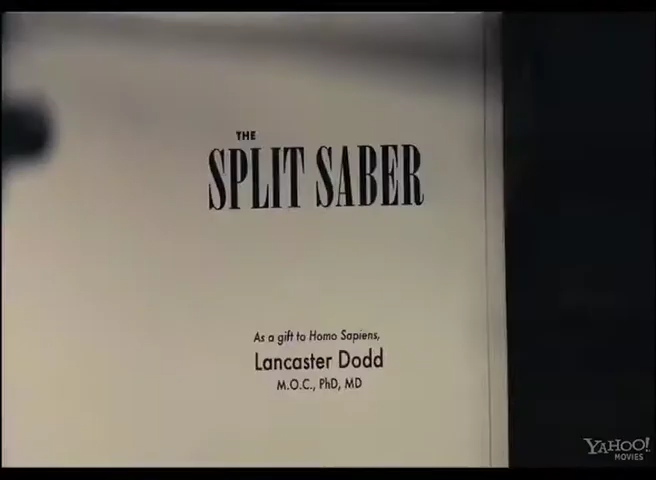 THE
SPLIT SABER
As a gift to Homo Sapiens,
Lancaster Dodd
M.O.C., PhD, MD
YAHOO!
MOVIES